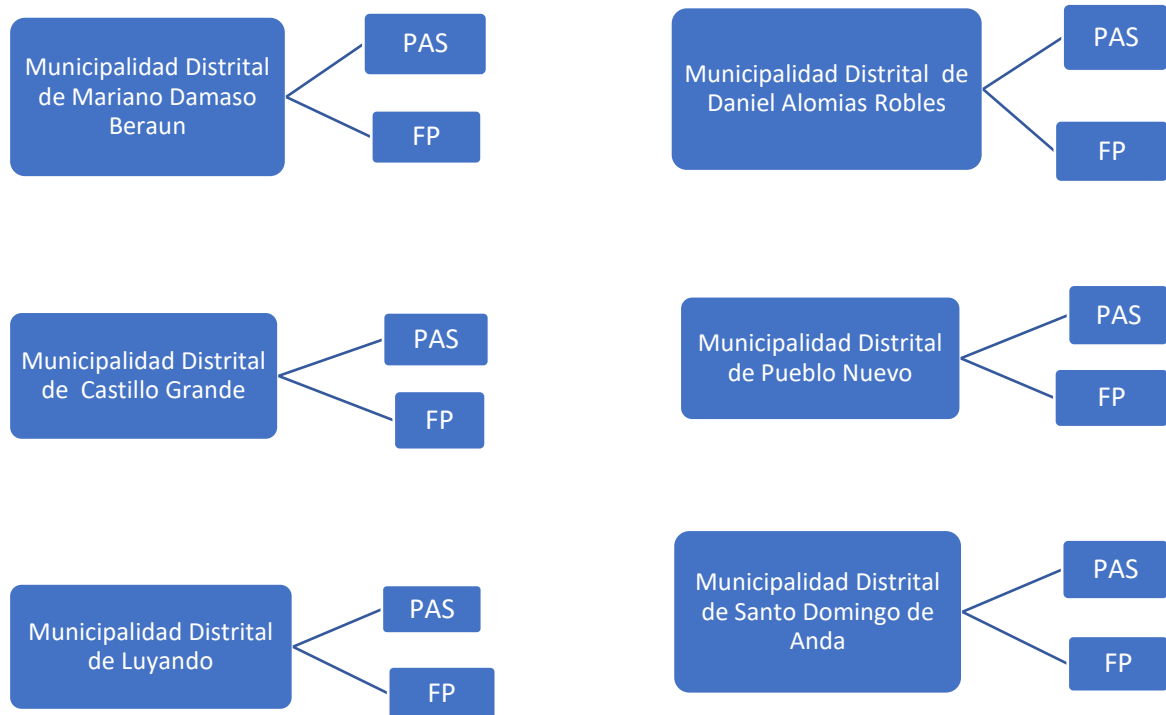 Municipalidad Distrital
de Mariano Damaso
Beraun
PAS
FP
Municipalidad Distrital  de
Daniel Alomias Robles
PAS
FP
Municipalidad Distrital
de  Castillo Grande
PAS
FP
Municipalidad Distrital
de Pueblo Nuevo
PAS
FP
Municipalidad Distrital
de Luyando
PAS
FP
Municipalidad Distrital
de Santo Domingo de
Anda
PAS
FP